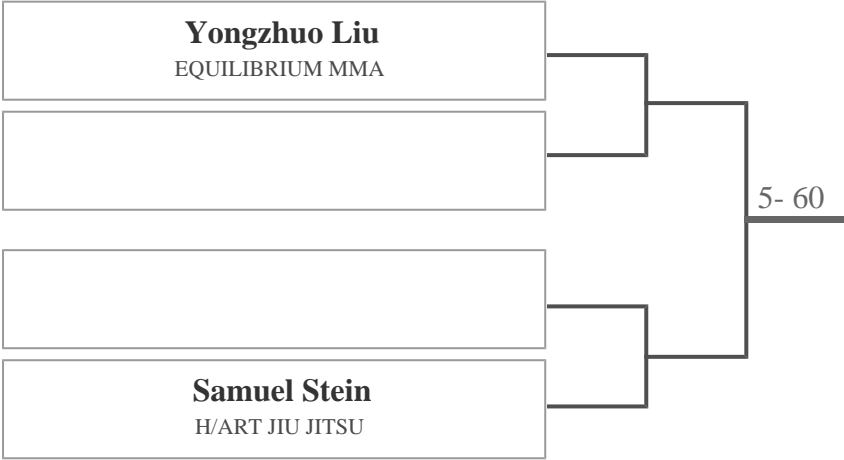 Yongzhuo Liu
EQUILIBRIUM MMA
5- 60
Samuel Stein
H/ART JIU JITSU